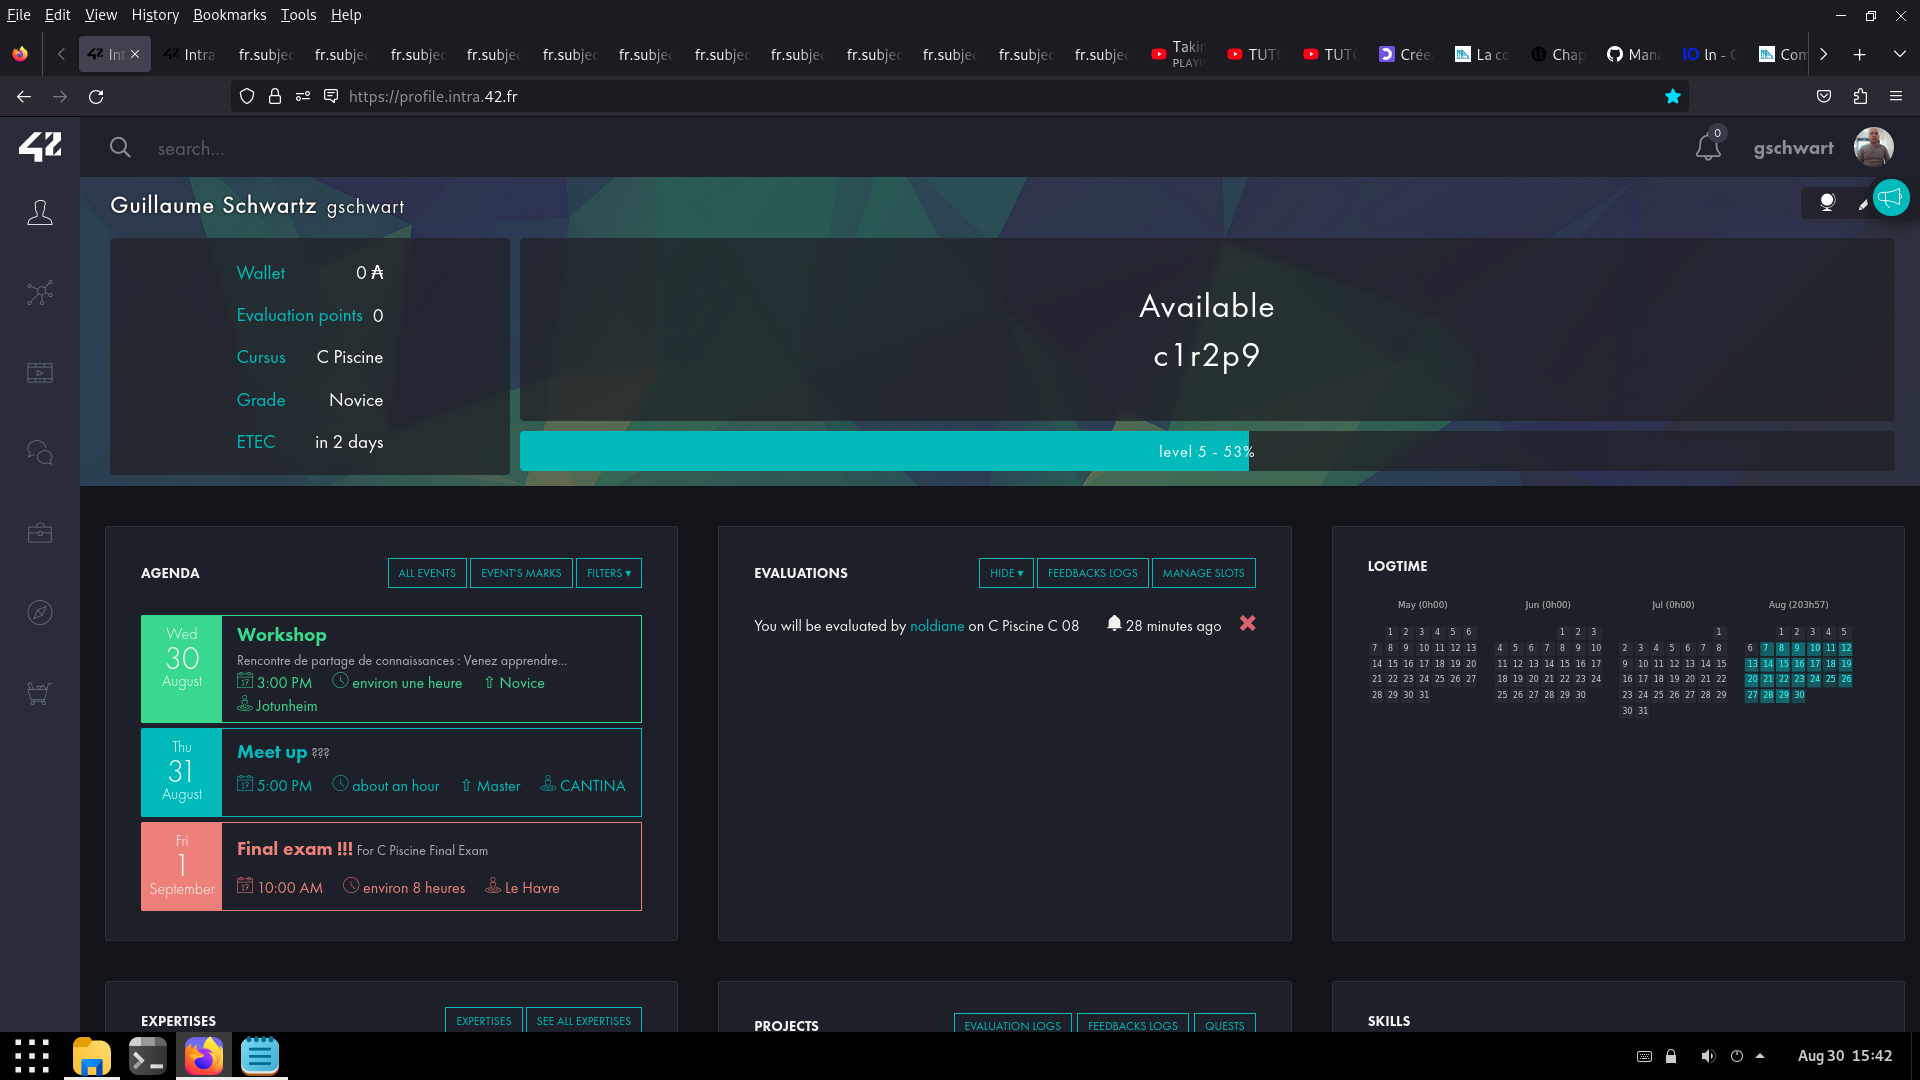 File Edit View History Bookmarks Tools Help
Int
Intra
fr.subjec
fr.subjec
fr.subjec
fr.subjec
fr.subjec
fr.subjec
fr.subjec
fr.subjec
fr.subjec
fr.subjec
fr.subjec
fr.subjec
Takin
PLAYI
TUTO
TUTO
Crée
La co
Chap
Man
In - C
Com
https://profile.intra.42.fr
42
search...
0
gschwart
Guillaume Schwartz gschwart
Wallet 0 ₳
Evaluation points 0
Cursus C Piscine
Grade Novice
ETEC in 2 days
Available
c1r2p9
level 5 - 53%
AGENDA
ALL EVENTS EVENT'S MARKS FILTERS ▾
Wed
30
August
Workshop
Rencontre de partage de connaissances : Venez apprendre...
3:00 PM environ une heure ⇧ Novice
Jotunheim
Thu
31
August
Meet up ???
5:00 PM about an hour ⇧ Master CANTINA
Fri
1
September
Final exam !!! For C Piscine Final Exam
10:00 AM environ 8 heures Le Havre
EVALUATIONS
HIDE ▾ FEEDBACKS LOGS MANAGE SLOTS
You will be evaluated by noldiane on C Piscine C 08 28 minutes ago
LOGTIME
May (0h00)
1 2 3 4 5 6
7 8 9 10 11 12 13
14 15 16 17 18 19 20
21 22 23 24 25 26 27
28 29 30 31
Jun (0h00)
1 2 3
4 5 6 7 8 9 10
11 12 13 14 15 16 17
18 19 20 21 22 23 24
25 26 27 28 29 30
Jul (0h00)
1
2 3 4 5 6 7 8
9 10 11 12 13 14 15
16 17 18 19 20 21 22
23 24 25 26 27 28 29
30 31
Aug (203h57)
1 2 3 4 5
6 7 8 9 10 11 12
13 14 15 16 17 18 19
20 21 22 23 24 25 26
27 28 29 30
EXPERTISES
EXPERTISES SEE ALL EXPERTISES
PROJECTS
EVALUATION LOGS FEEDBACKS LOGS QUESTS
SKILLS
Aug 30 15:42